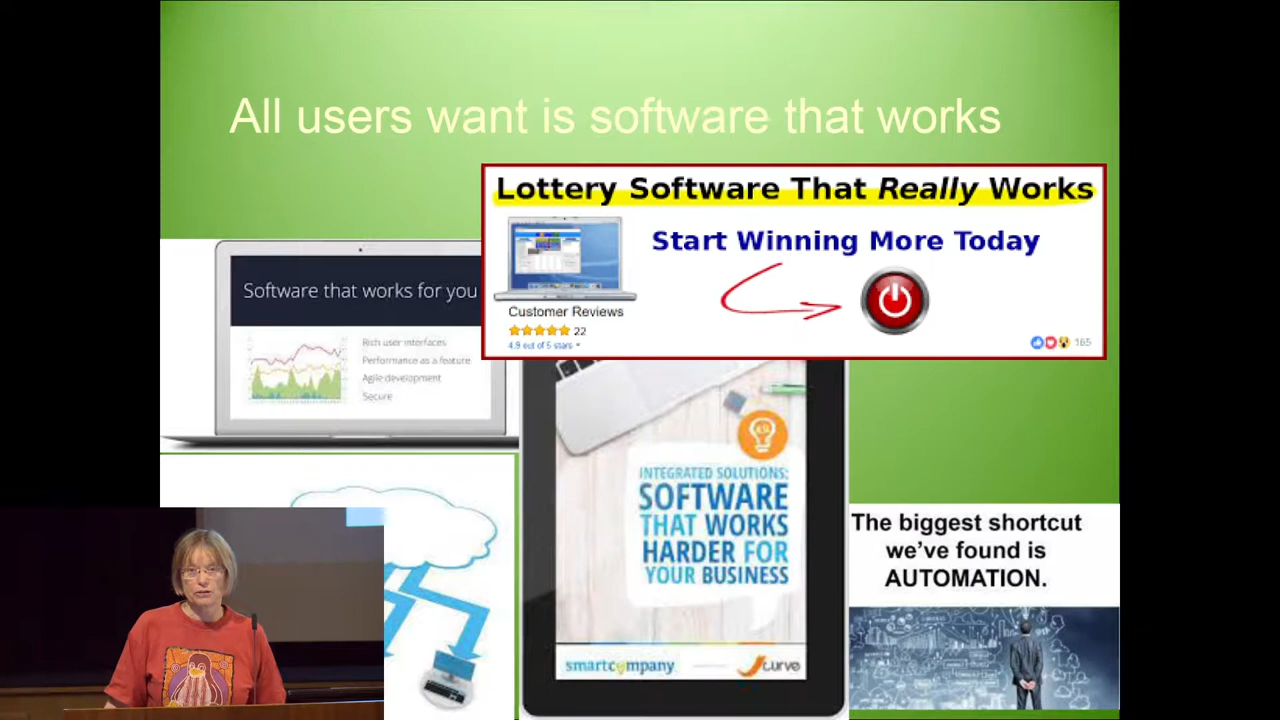 All users want is software that works
Lottery Software That Really Works
Start Winning More Today
Customer Reviews
22
4.9 out of 5 stars
165
Software that works for you
Rich user interfaces
Performance as a feature
Agile development
Secure
INTEGRATED SOLUTIONS:
SOFTWARE
THAT WORKS
HARDER FOR
YOUR BUSINESS
smartcompany
curve
The biggest shortcut
we've found is
AUTOMATION.